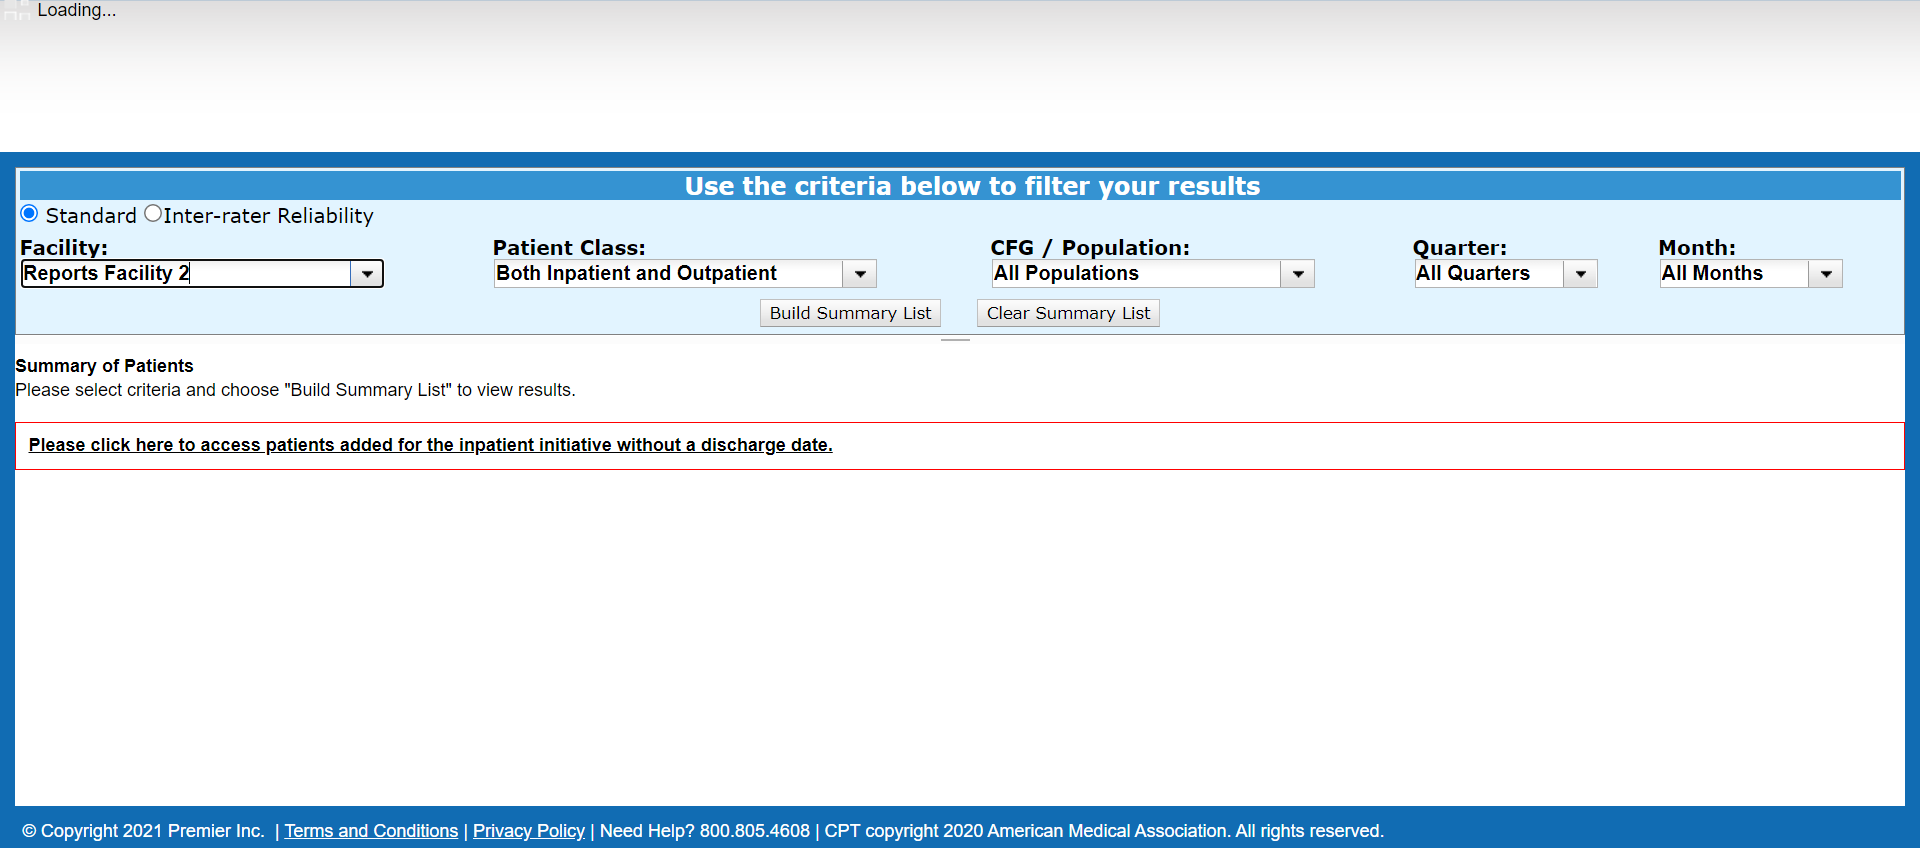 Loading...
Use the criteria below to filter your results
Standard Inter-rater Reliability
Facility: Patient Class: CFG / Population: Quarter: Month:
Reports Facility 2 Both Inpatient and Outpatient All Populations All Quarters All Months
Build Summary List Clear Summary List
Summary of Patients
Please select criteria and choose "Build Summary List" to view results.
Please click here to access patients added for the inpatient initiative without a discharge date.
© Copyright 2021 Premier Inc. | Terms and Conditions | Privacy Policy | Need Help? 800.805.4608 | CPT copyright 2020 American Medical Association. All rights reserved.